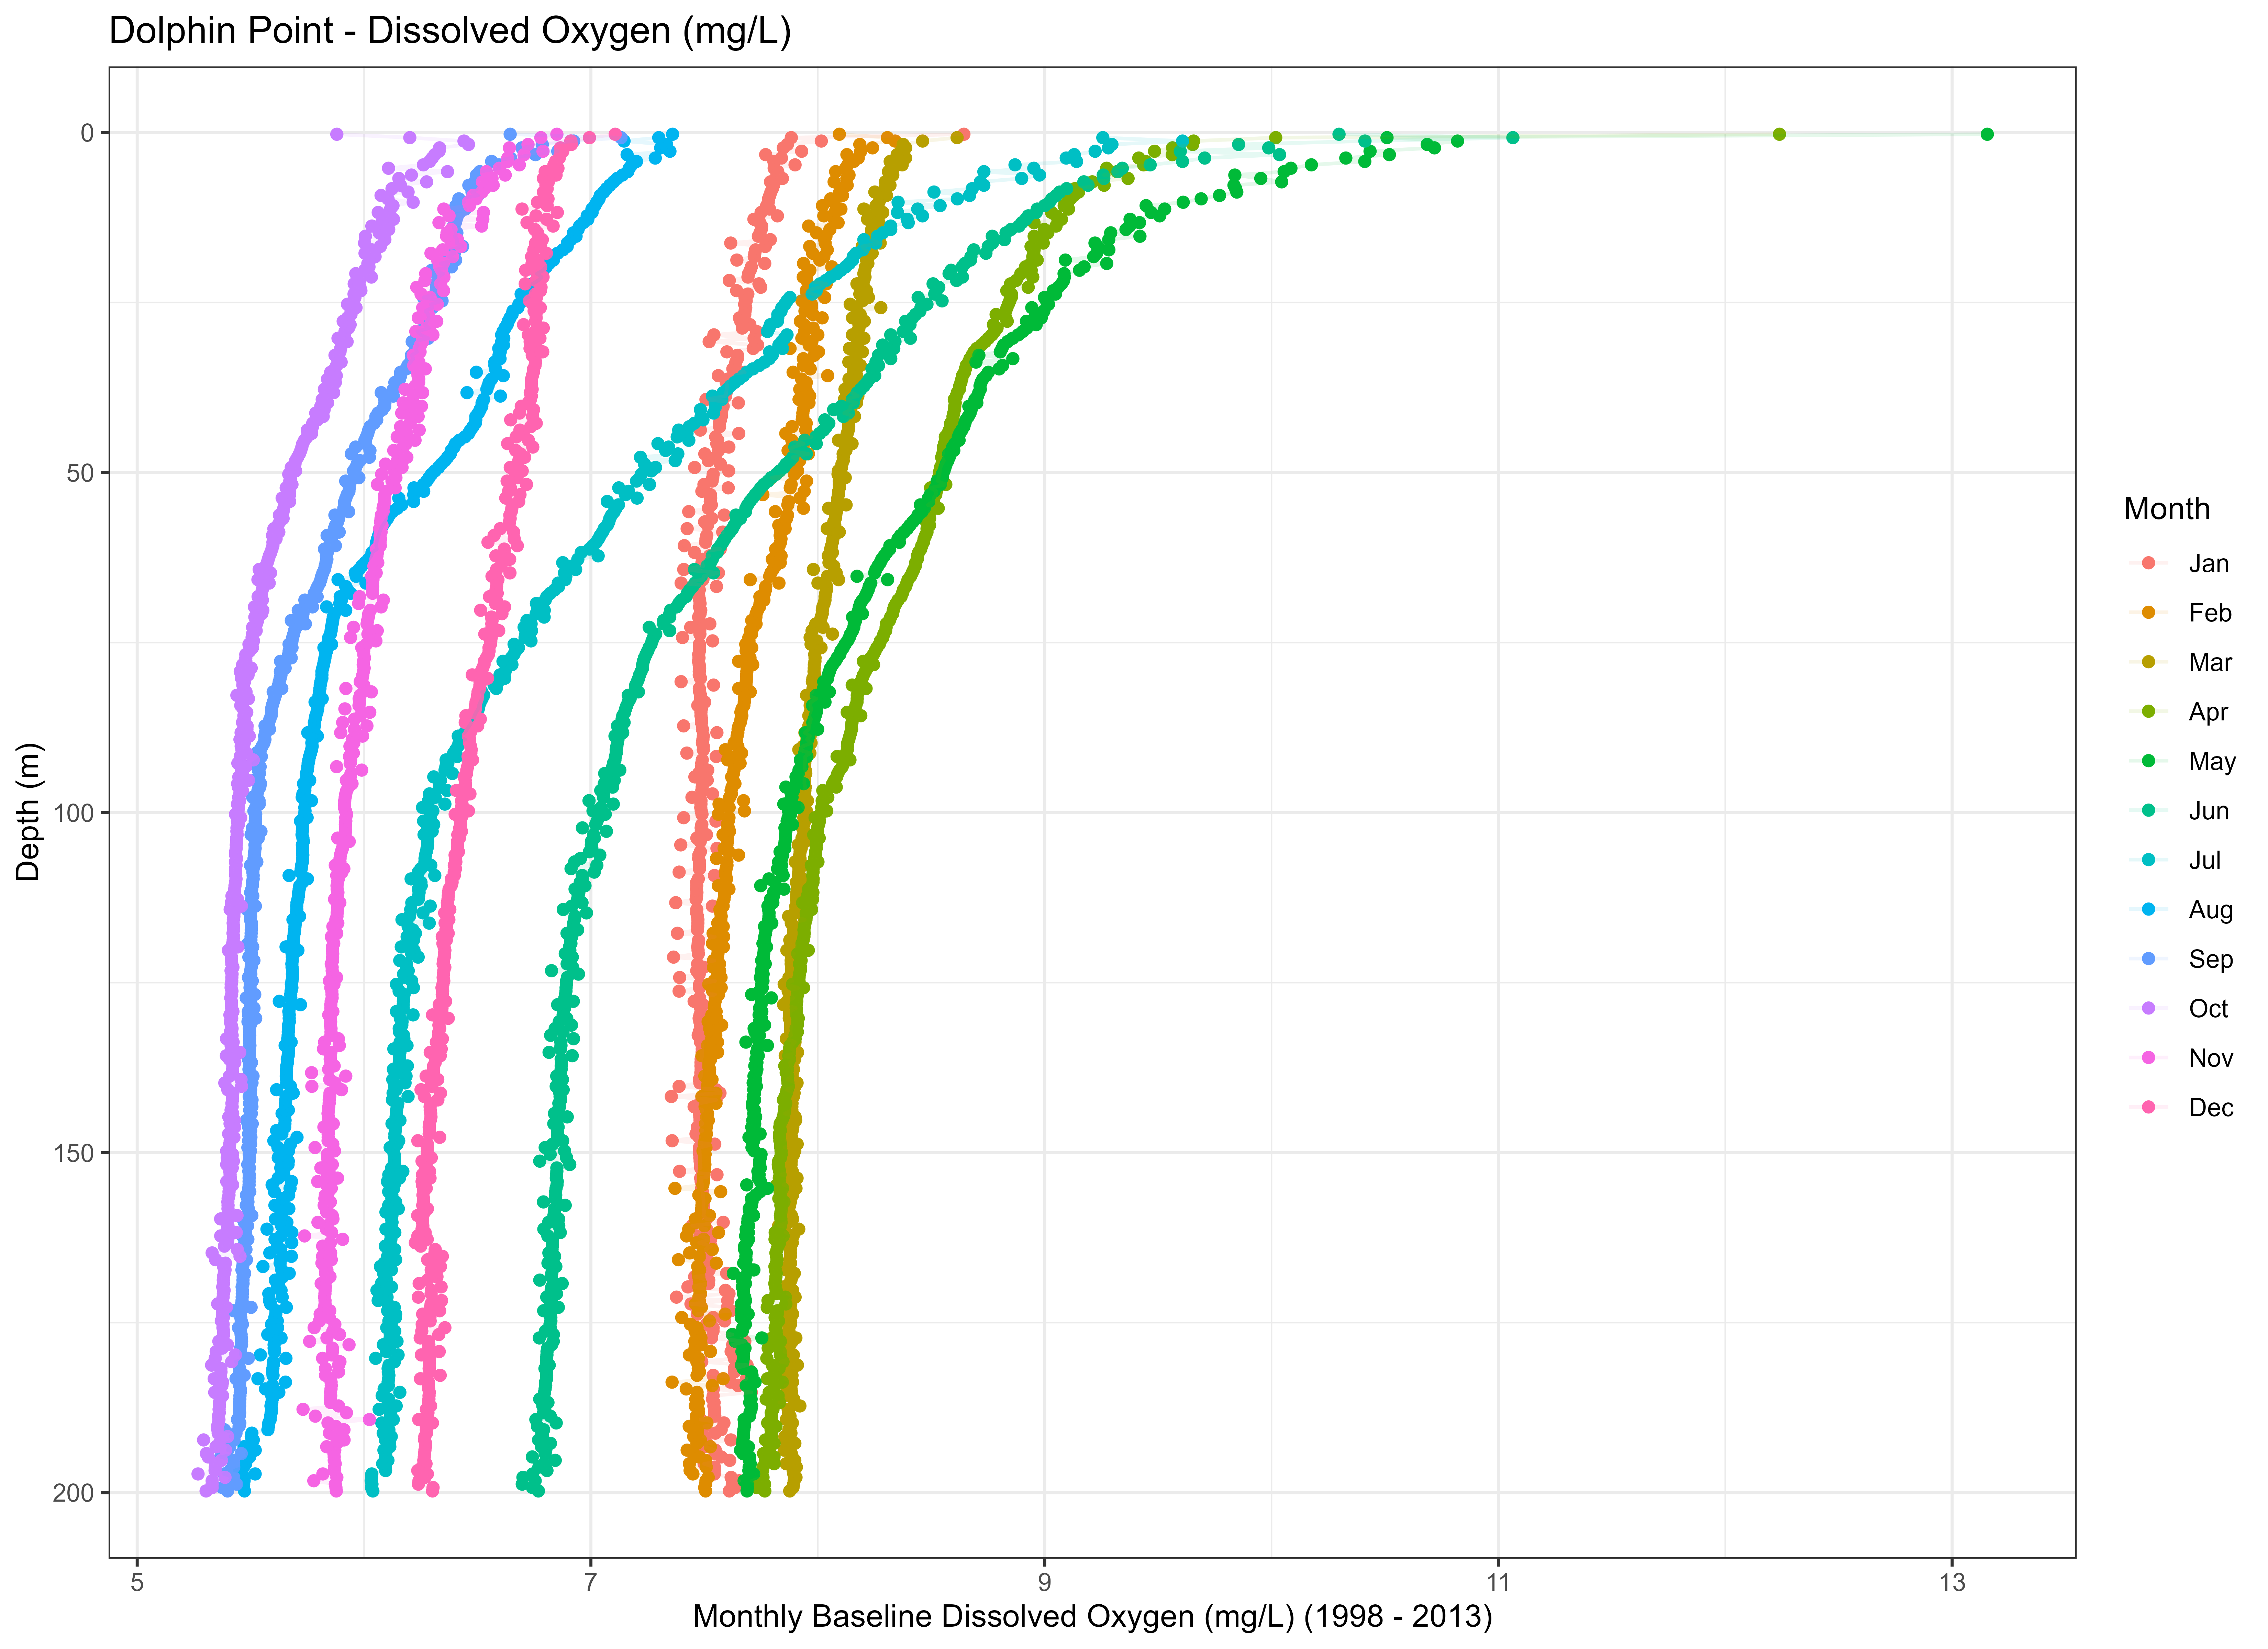 Dolphin Point - Dissolved Oxygen (mg/L)
0
50
100
150
200
Depth (m)
5 7 9 11 13
Monthly Baseline Dissolved Oxygen (mg/L) (1998 - 2013)
Month
Jan
Feb
Mar
Apr
May
Jun
Jul
Aug
Sep
Oct
Nov
Dec